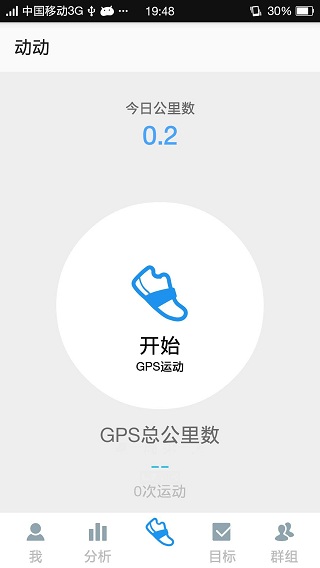 中国移动3G ... 19:48 30%
动动
今日公里数
0.2
开始
GPS运动
GPS总公里数
--
0次运动
我 分析 目标 群组